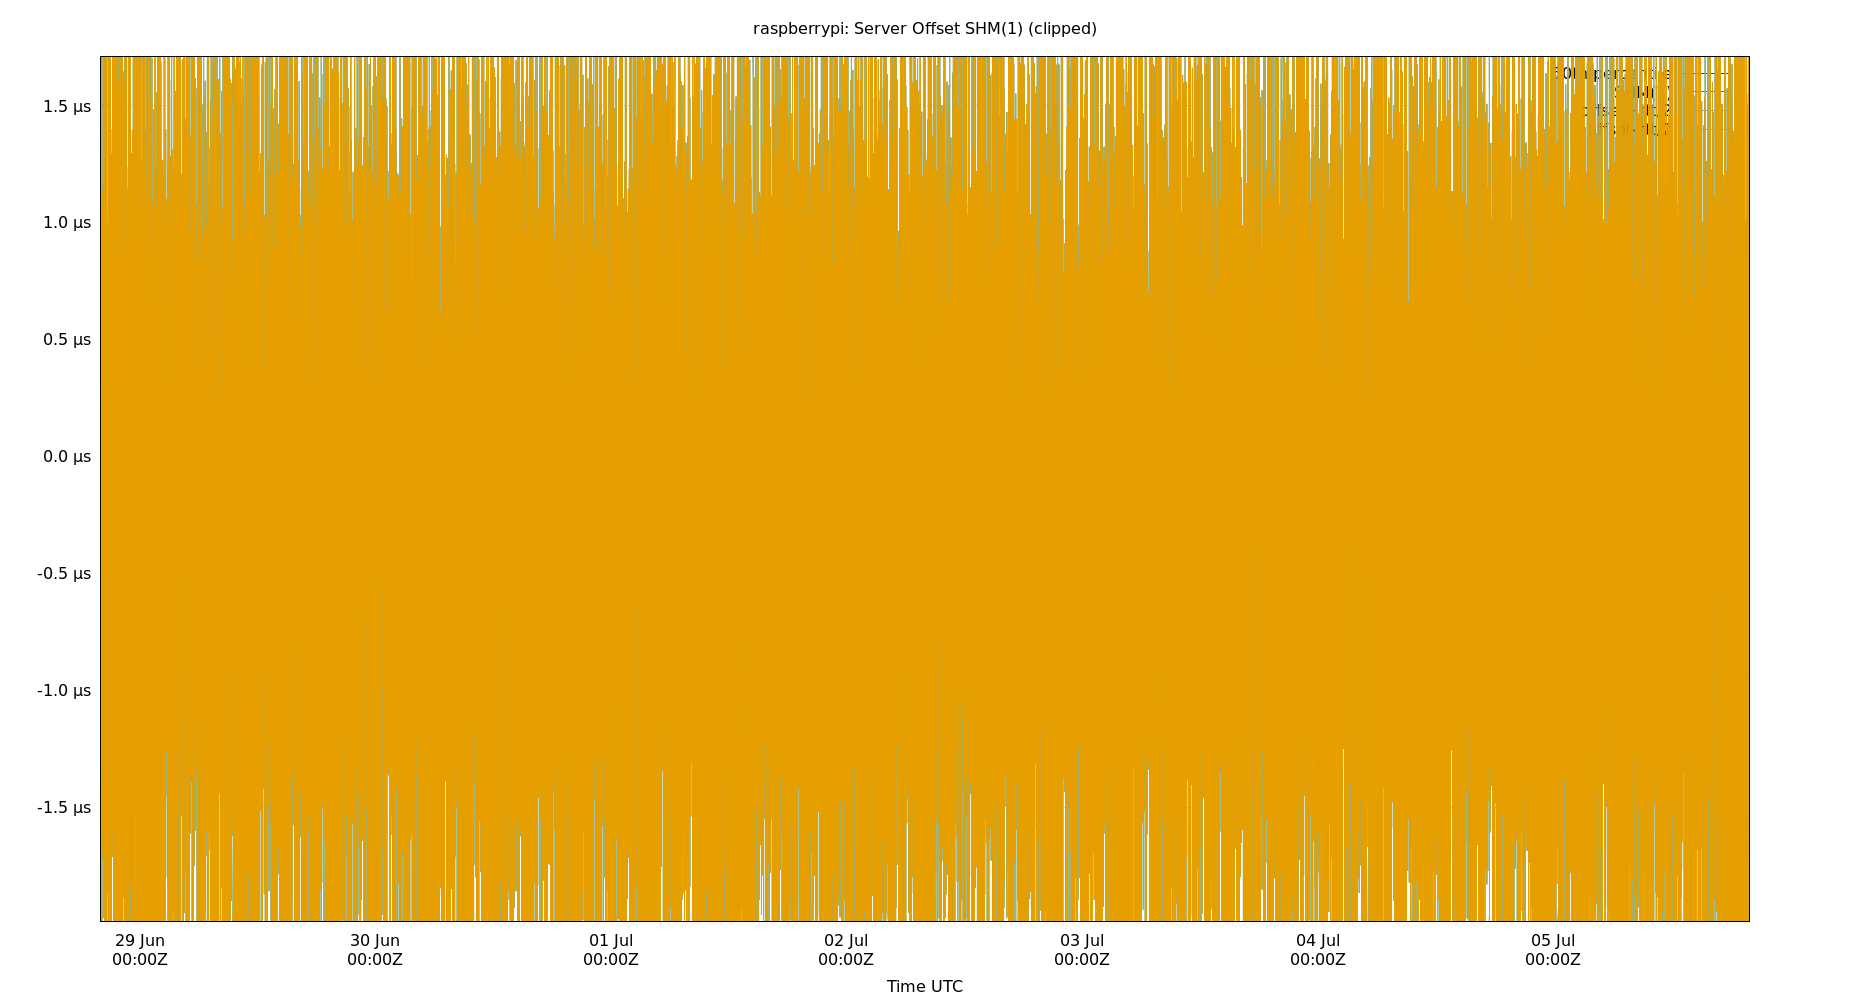 raspberrypi: Server Offset SHM(1) (clipped)
1.5 µs
1.0 µs
0.5 µs
0.0 µs
-0.5 µs
-1.0 µs
-1.5 µs
29 Jun 30 Jun 01 Jul 02 Jul 03 Jul 04 Jul 05 Jul
00:00Z 00:00Z 00:00Z 00:00Z 00:00Z 00:00Z 00:00Z
Time UTC